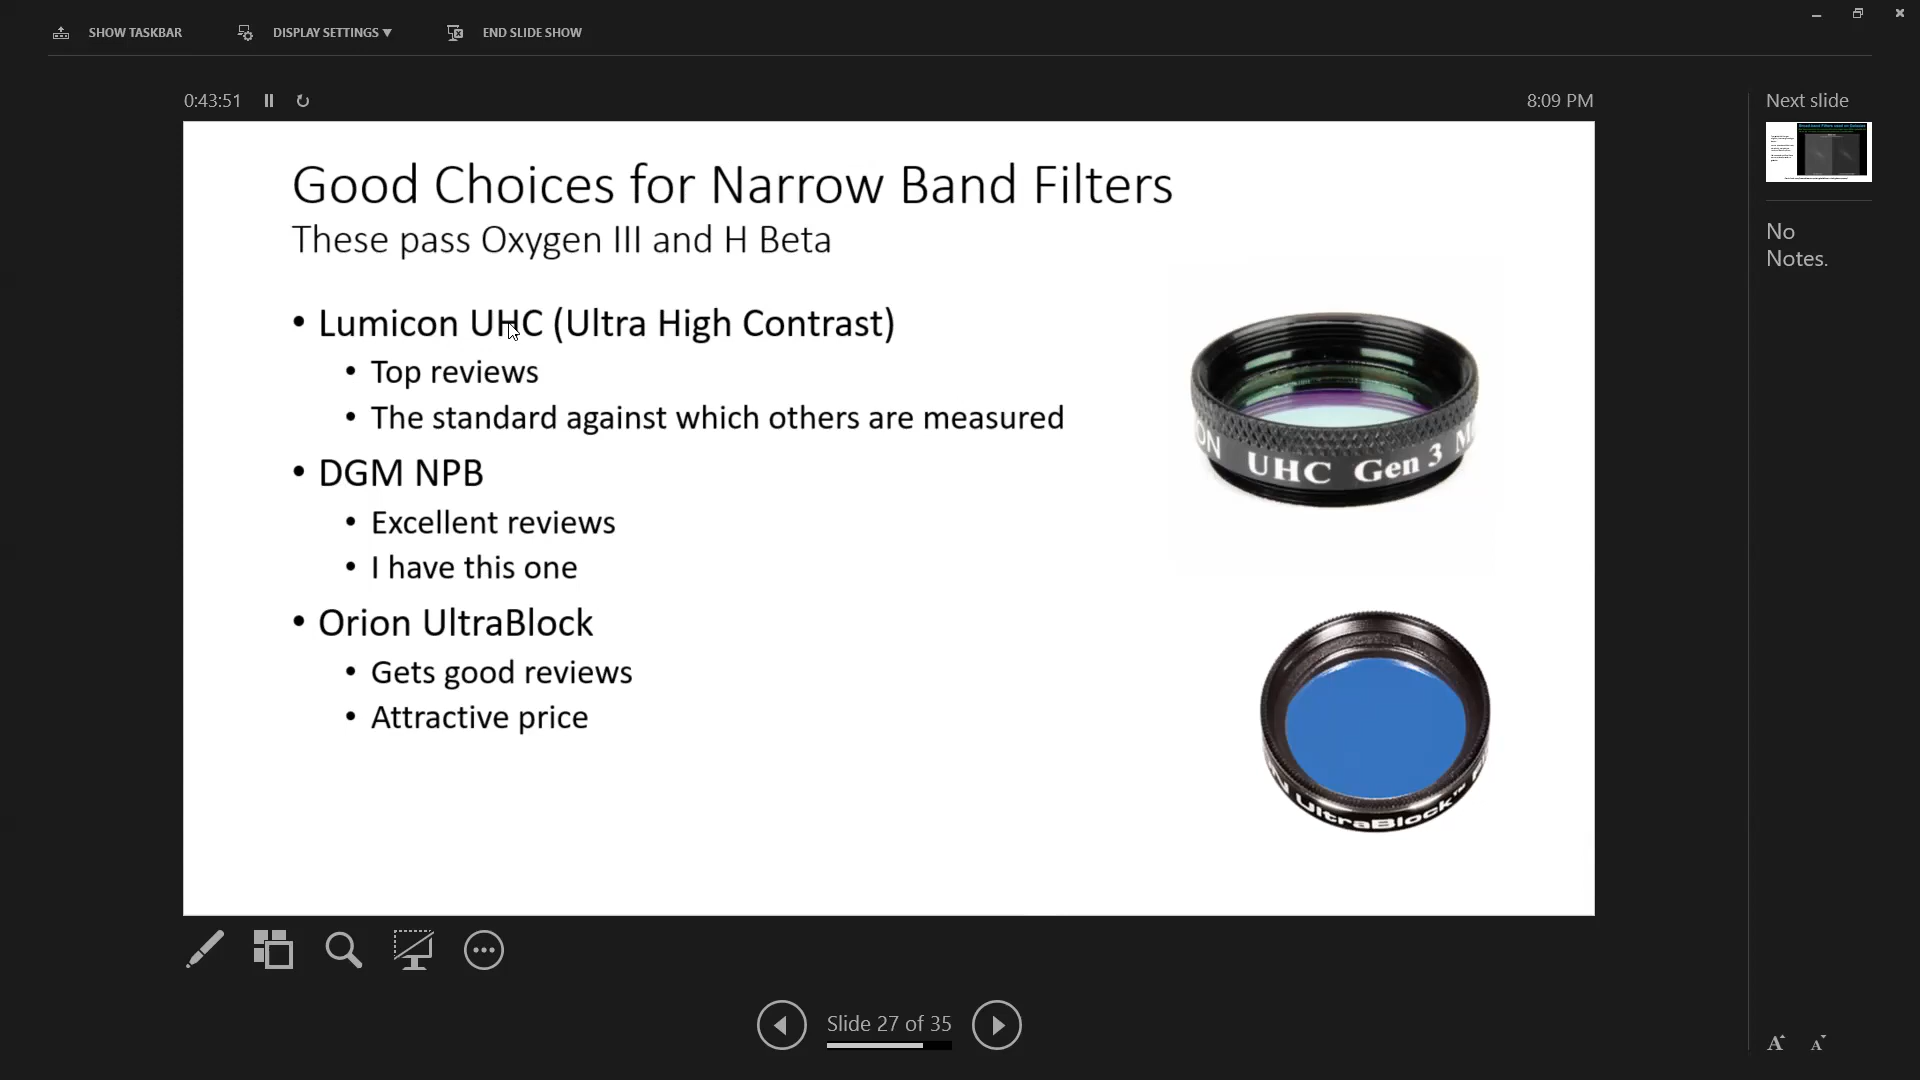 SHOW TASKBAR
DISPLAY SETTINGS ▼
END SLIDE SHOW
0:43:51
8:09 PM
Next slide
Good Choices for Narrow Band Filters
These pass Oxygen III and H Beta
• Lumicon UHC (Ultra High Contrast)
• Top reviews
• The standard against which others are measured
• DGM NPB
• Excellent reviews
• I have this one
• Orion UltraBlock
• Gets good reviews
• Attractive price
ON UHC Gen 3
UltraBlock™
No
Notes.
Slide 27 of 35
A A